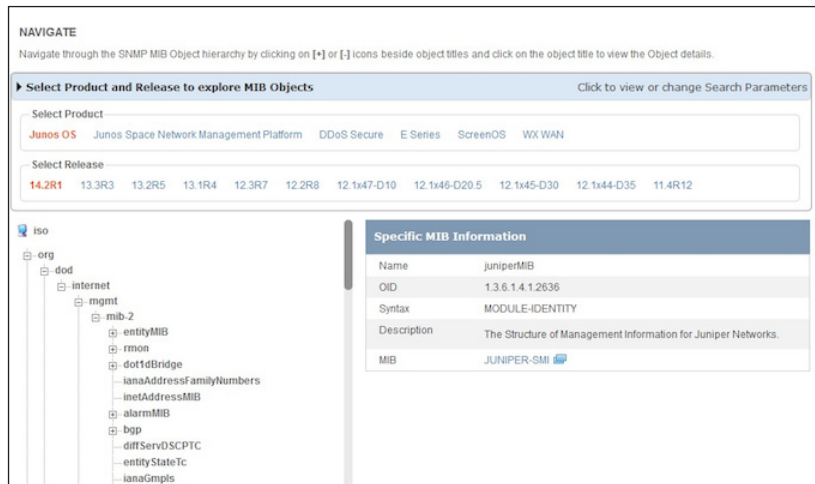 NAVIGATE
Navigate through the SNMP MIB Object hierarchy by clicking on [+] or [-] icons beside object titles and click on the object title to view the Object details.
Select Product and Release to explore MIB Objects Click to view or change Search Parameters
Select Product
Junos OS Junos Space Network Management Platform DDoS Secure E Series ScreenOS WX WAN
Select Release
14.2R1 13.3R3 13.2R5 13.1R4 12.3R7 12.2R8 12.1x47-D10 12.1x46-D20.5 12.1x45-D30 12.1x44-D35 11.4R12
iso
org
dod
internet
mgmt
mib-2
entityMIB
rmon
dot1dBridge
ianaAddressFamilyNumbers
inetAddressMIB
alarmMIB
bgp
diffServDSCPTC
entityStateTc
ianaGmpls
Specific MIB Information
Name juniperMIB
OID 1.3.6.1.4.1.2636
Syntax MODULE-IDENTITY
Description The Structure of Management Information for Juniper Networks.
MIB JUNIPER-SMI